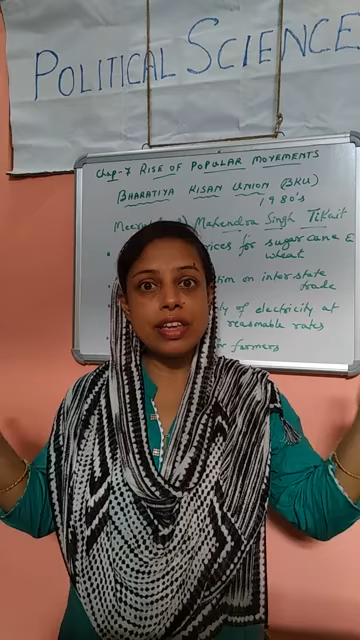 POLITICAL SCIENCE
Chap-7 RISE OF POPULAR MOVEMENTS
BHARATIYA KISAN UNION (BKU)
1980's
Mahendra Singh Tikait
for sugarcane &
wheat
on inter state
trade
of electricity at
reasonable rates
farmers